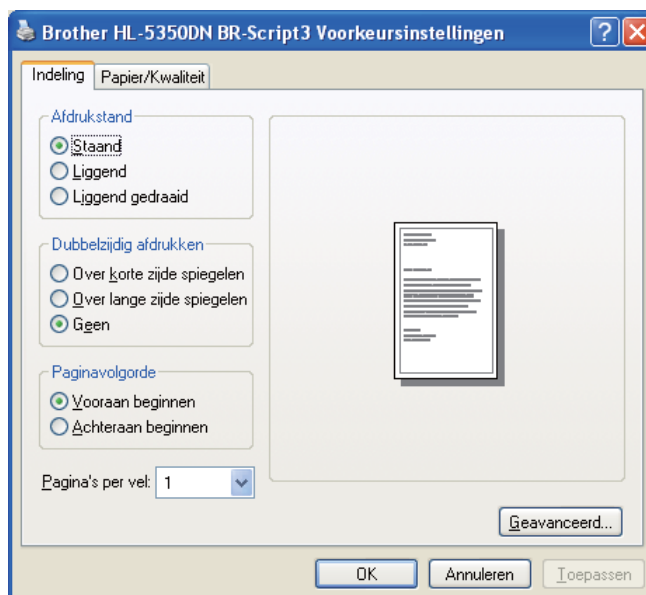 Brother HL-5350DN BR-Script3 Voorkeursinstellingen
Indeling
Papier/Kwaliteit
Afdrukstand
Staand
Liggend
Liggend gedraaid
Dubbelzijdig afdrukken
Over korte zijde spiegelen
Over lange zijde spiegelen
Geen
Paginavolgorde
Vooraan beginnen
Achteraan beginnen
Pagina's per vel: 1
Geavanceerd...
OK
Annuleren
Toepassen